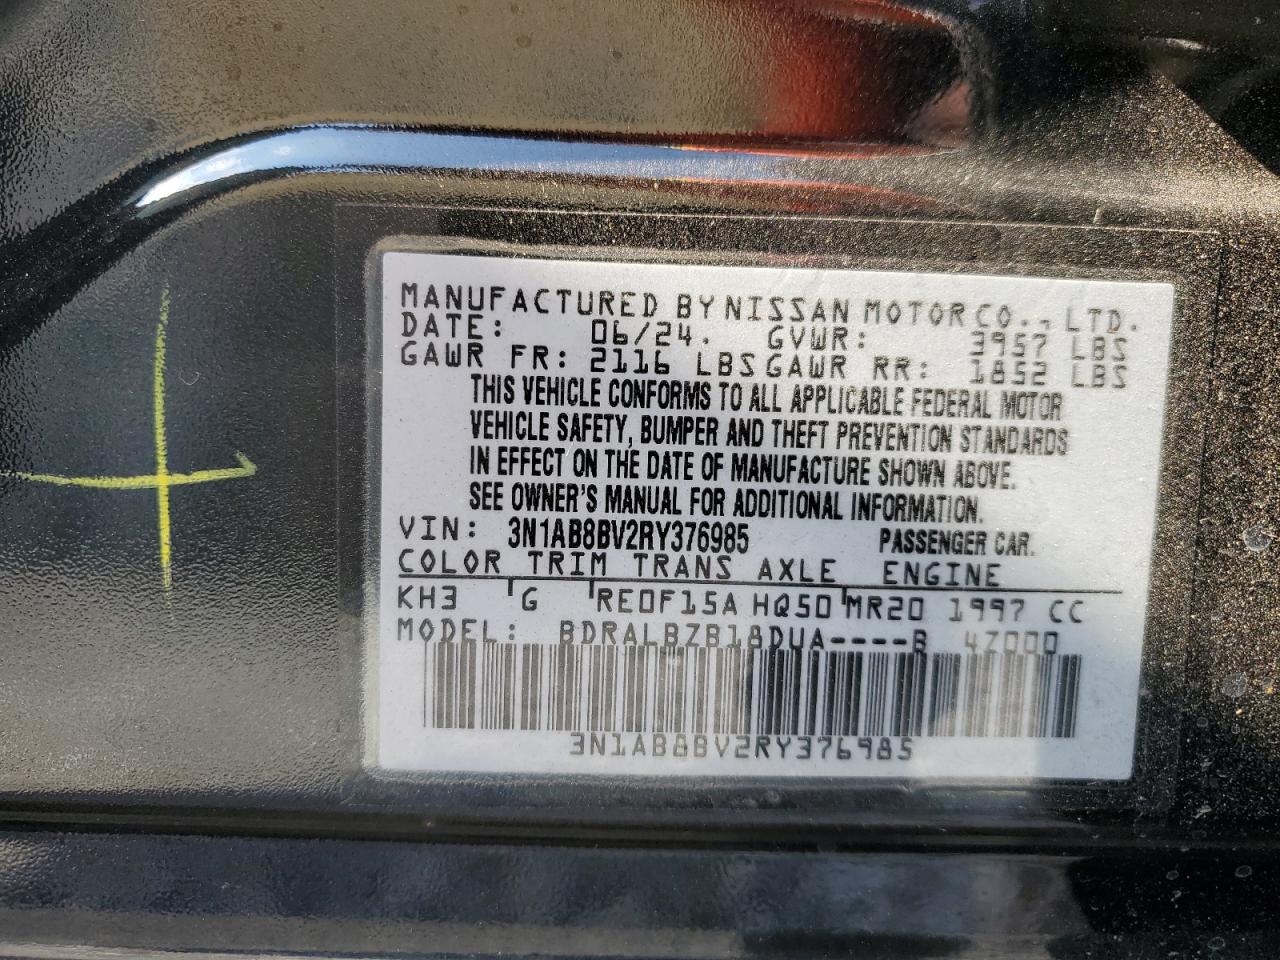 MANUFACTURED BY NISSAN MOTOR CO., LTD.
DATE: 06/24. GVWR: 3957 LBS
GAWR FR: 2116 LBS GAWR RR: 1852 LBS
THIS VEHICLE CONFORMS TO ALL APPLICABLE FEDERAL MOTOR
VEHICLE SAFETY, BUMPER AND THEFT PREVENTION STANDARDS
IN EFFECT ON THE DATE OF MANUFACTURE SHOWN ABOVE.
SEE OWNER'S MANUAL FOR ADDITIONAL INFORMATION.
VIN: 3N1AB8BV2RY376985 PASSENGER CAR.
COLOR TRIM TRANS AXLE ENGINE
KH3 G RE0F15A HQ50 MR20 1997 CC
MODEL: BDRALBZB18DUA----B 4Z000
3N1AB8BV2RY376985